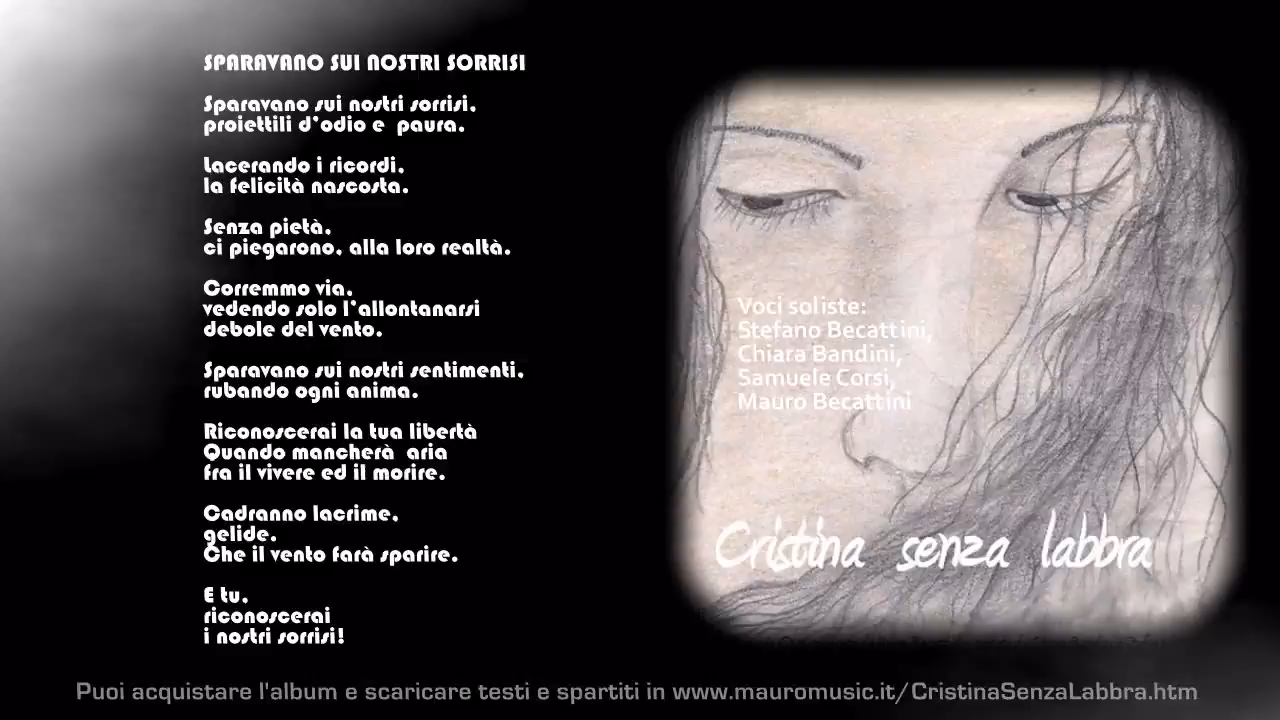 SPARAVANO SUI NOSTRI SORRISI
Sparavano sui nostri sorrisi,
proiettili d'odio e paura.
Lacerando i ricordi,
la felicità nascosta.
Senza pietà,
ci piegarono, alla loro realtà.
Corremmo via,
vedendo solo l'allontanarsi
debole del vento.
Sparavano sui nostri sentimenti,
rubando ogni anima.
Riconoscerai la tua libertà
Quando mancherà aria
fra il vivere ed il morire.
Cadranno lacrime,
gelide.
Che il vento farà sparire.
E tu,
riconoscerai
i nostri sorrisi!
Voci soliste:
Stefano Becattini,
Chiara Bandini,
Samuele Corsi,
Mauro Becattini
Cristina senza labbra
Puoi acquistare l'album e scaricare testi e spartiti in www.mauromusic.it/CristinaSenzaLabbra.htm